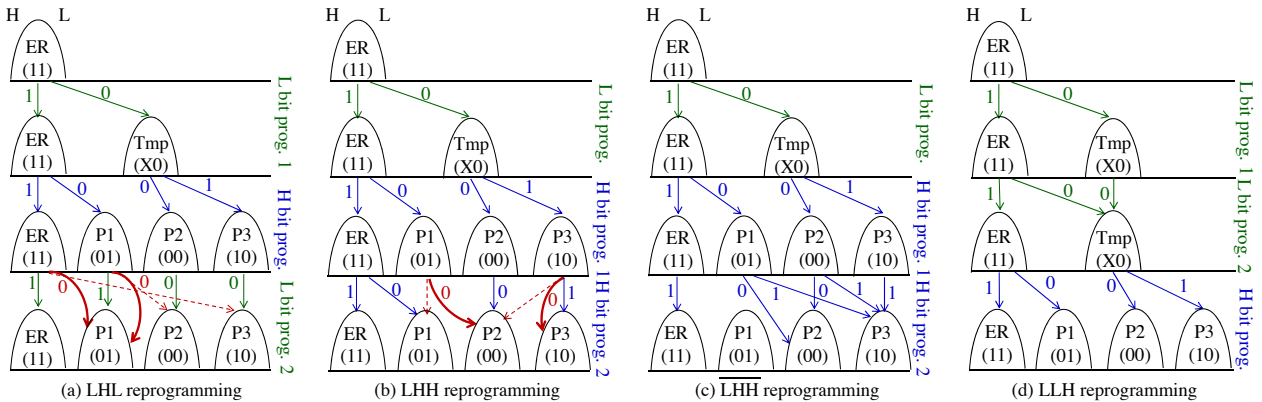 H L H L H L H L
ER ER ER ER
(11) (11) (11) (11)
1 0 1 0 1 0 1 0
L bit prog. 1 L bit prog. L bit prog. L bit prog. 1
ER Tmp ER Tmp ER Tmp ER Tmp
(11) (X0) (11) (X0) (11) (X0) (11) (X0)
1 0 0 1 1 0 0 1 1 0 0 1 1 0 0
H bit prog. H bit prog. 1 H bit prog. 1 L bit prog. 2
ER P1 P2 P3 ER P1 P2 P3 ER P1 P2 P3 ER Tmp
(11) (01) (00) (10) (11) (01) (00) (10) (11) (01) (00) (10) (11) (X0)
1 0 1 0 0 0 1 0 0 0 0 1 1 0 1 0 1 1 1 0 0 1
L bit prog. 2 H bit prog. 2 H bit prog. 2 H bit prog.
ER P1 P2 P3 ER P1 P2 P3 ER P1 P2 P3 ER P1 P2 P3
(11) (01) (00) (10) (11) (01) (00) (10) (11) (01) (00) (10) (11) (01) (00) (10)
(a) LHL reprogramming (b) LHH reprogramming (c) LHH reprogramming (d) LLH reprogramming